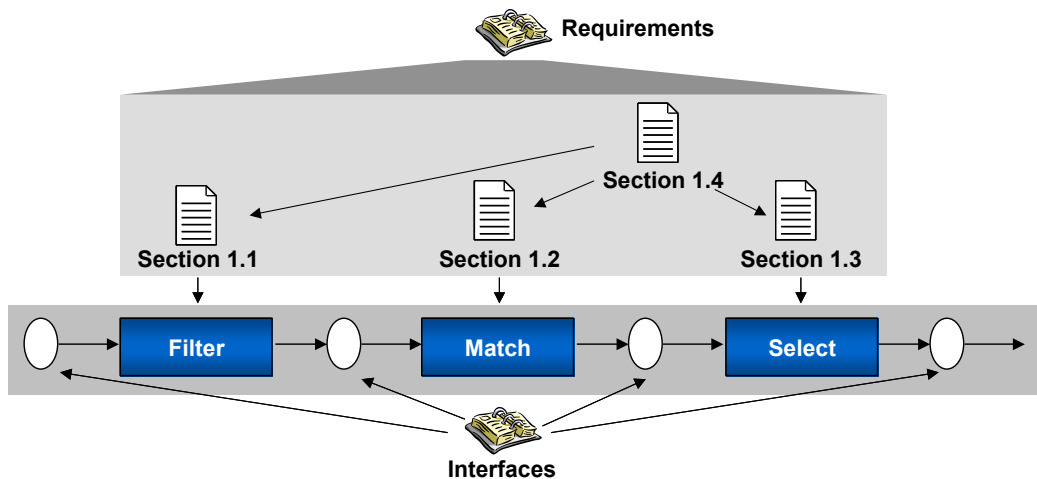 Requirements
Section 1.4
Section 1.1
Section 1.2
Section 1.3
Filter
Match
Select
Interfaces